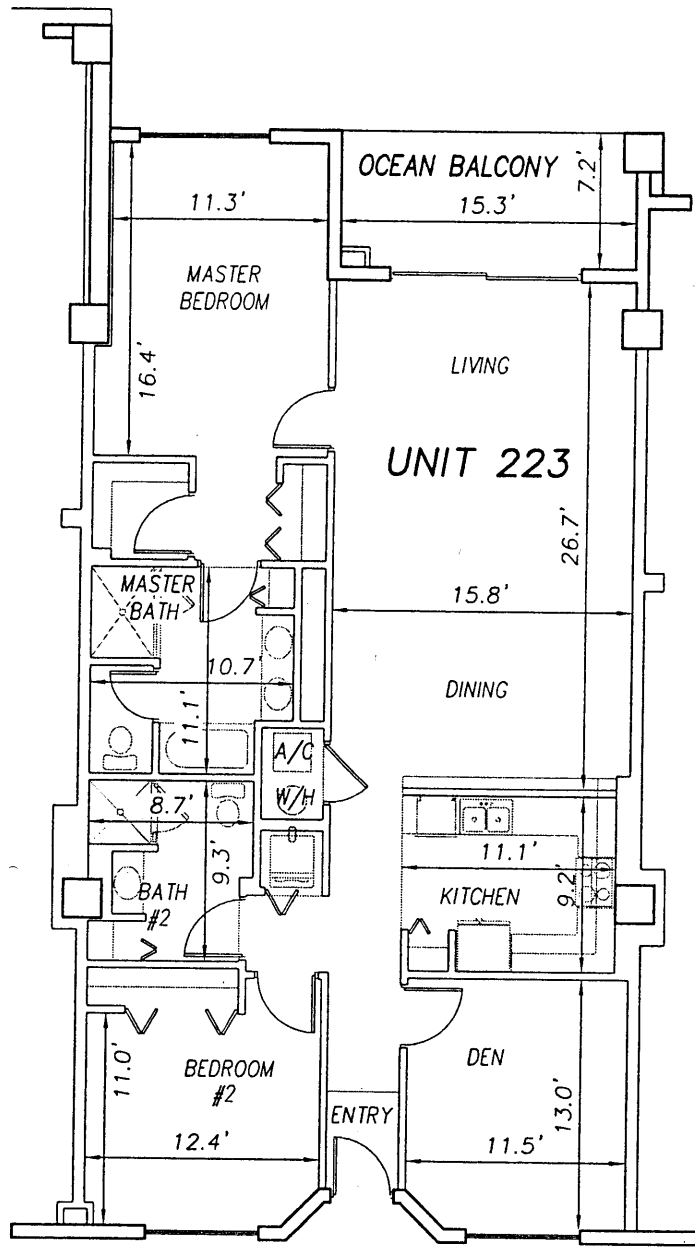 OCEAN BALCONY
7.2'
15.3'
11.3'
MASTER
BEDROOM
16.4'
LIVING
UNIT 223
26.7'
15.8'
MASTER
BATH
10.7'
11.1'
DINING
A/C
W/H
8.7'
9.3'
BATH
#2
11.1'
KITCHEN
9.2'
11.0'
BEDROOM
#2
12.4'
ENTRY
DEN
13.0'
11.5'